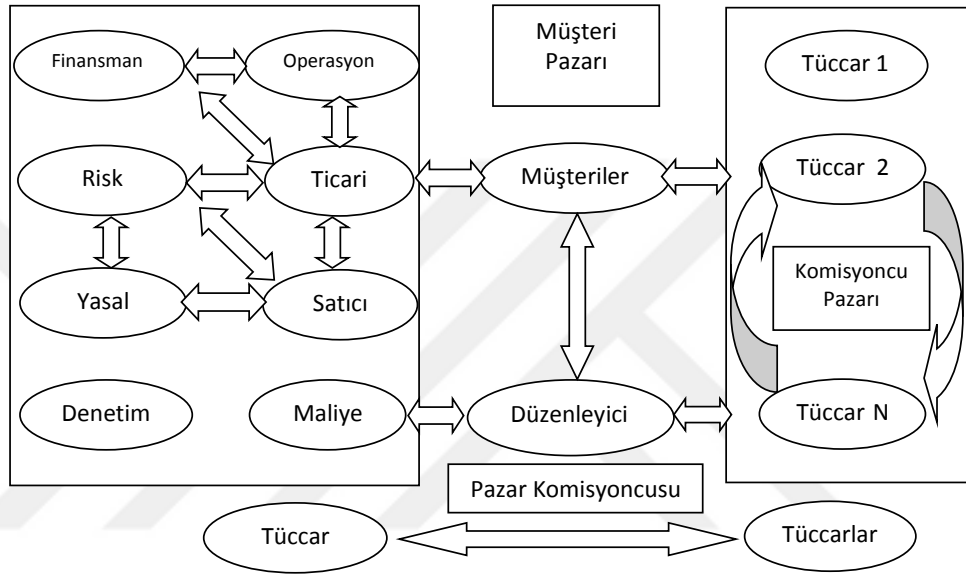 Finansman
Operasyon
Müşteri
Pazarı
Tüccar 1
Risk
Ticari
Müşteriler
Tüccar 2
Komisyoncu
Pazarı
Yasal
Satıcı
Denetim
Maliye
Düzenleyici
Tüccar N
Pazar Komisyoncusu
Tüccar
Tüccarlar